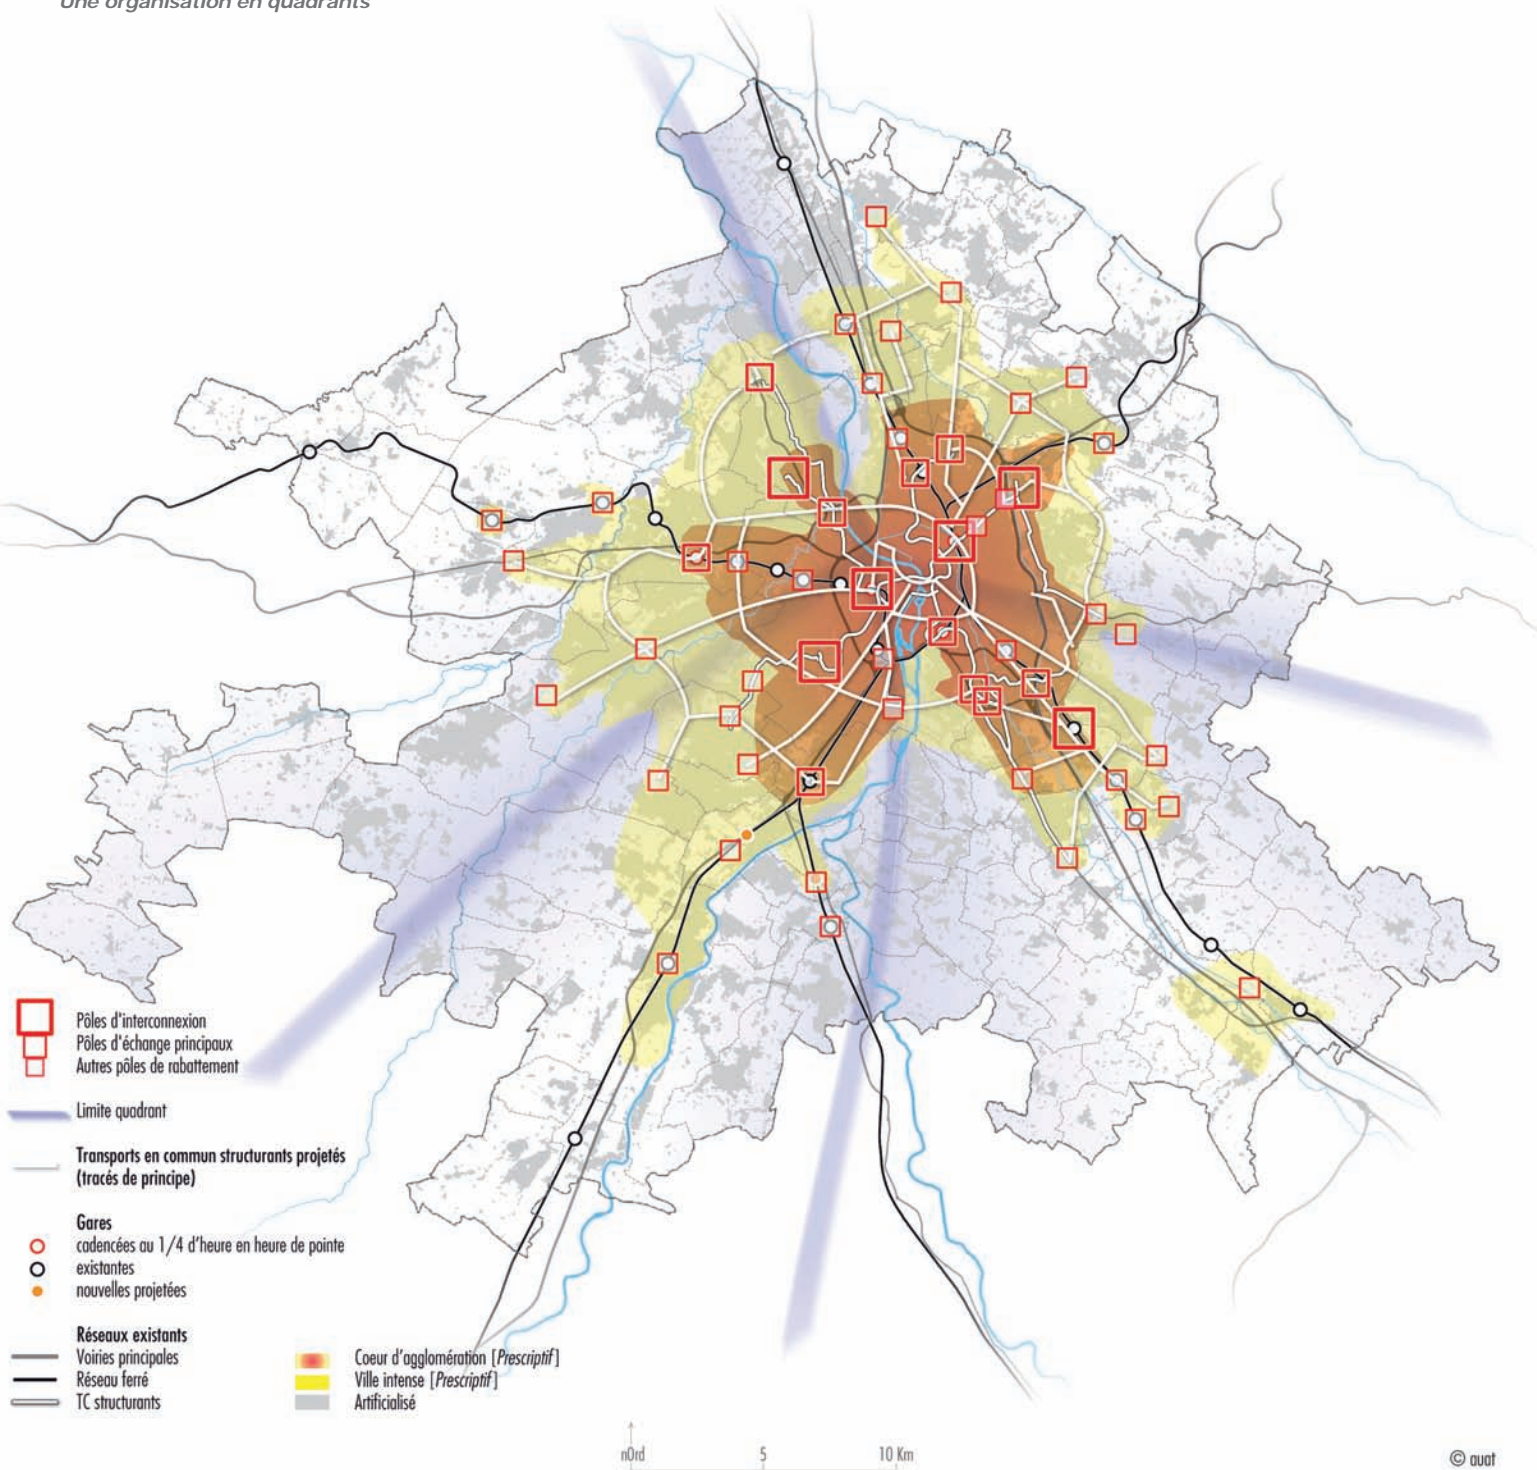 Une organisation en quadrants
Pôles d'interconnexion
Pôles d'échange principaux
Autres pôles de rabattement
Limite quadrant
Transports en commun structurants projetés
(tracés de principe)
Gares
cadencées au 1/4 d'heure en heure de pointe
existantes
nouvelles projetées
Réseaux existants
Voiries principales
Réseau ferré
TC structurants
Coeur d'agglomération [Prescriptif]
Ville intense [Prescriptif]
Artificialisé
nOrd 5 10 Km
© auat